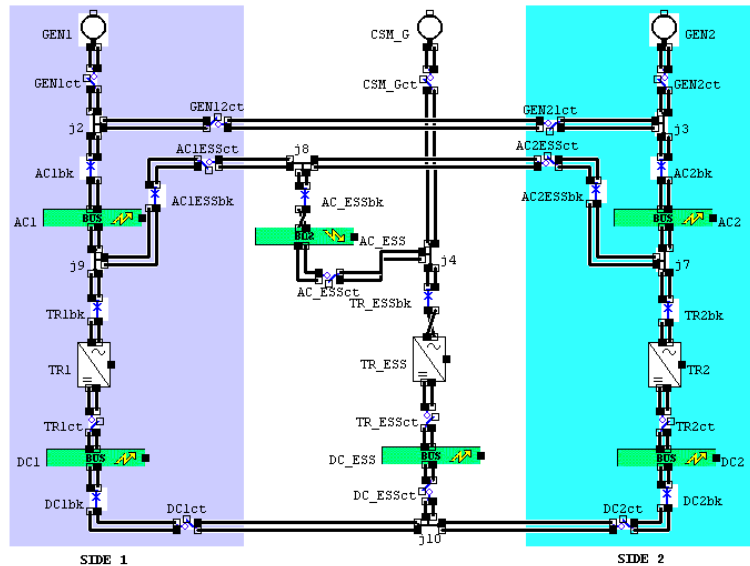 GEN1 CSM_G GEN2
GEN1ct CSM_Gct GEN2ct
GEN12ct GEN21ct
j2 j3
AC1ESSct j8 AC2ESSct
AC1bk AC2bk
AC1ESSbk AC_ESSbk AC2ESSbk
AC1 BUS BUS AC2
AC_ESS
j9 j4 j7
AC_ESSct
TR1bk TR_ESSbk TR2bk
TR1 TR_ESS TR2
TR1ct TR_ESSct TR2ct
DC1 BUS DC_ESS BUS BUS DC2
DC1bk DC_ESSct DC2bk
DC1ct DC2ct
j10
SIDE 1 SIDE 2